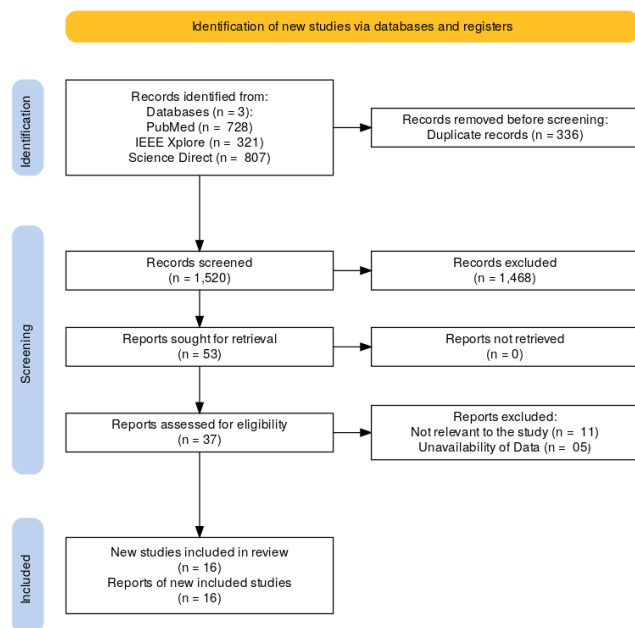 Identification of new studies via databases and registers
Identification
Records identified from:
Databases (n = 3):
PubMed (n = 728)
IEEE Xplore (n = 321)
Science Direct (n = 807)
Records removed before screening:
Duplicate records (n = 336)
Screening
Records screened
(n = 1,520)
Records excluded
(n = 1,468)
Reports sought for retrieval
(n = 53)
Reports not retrieved
(n = 0)
Reports assessed for eligibility
(n = 37)
Reports excluded:
Not relevant to the study (n = 11)
Unavailability of Data (n = 05)
Included
New studies included in review
(n = 16)
Reports of new included studies
(n = 16)